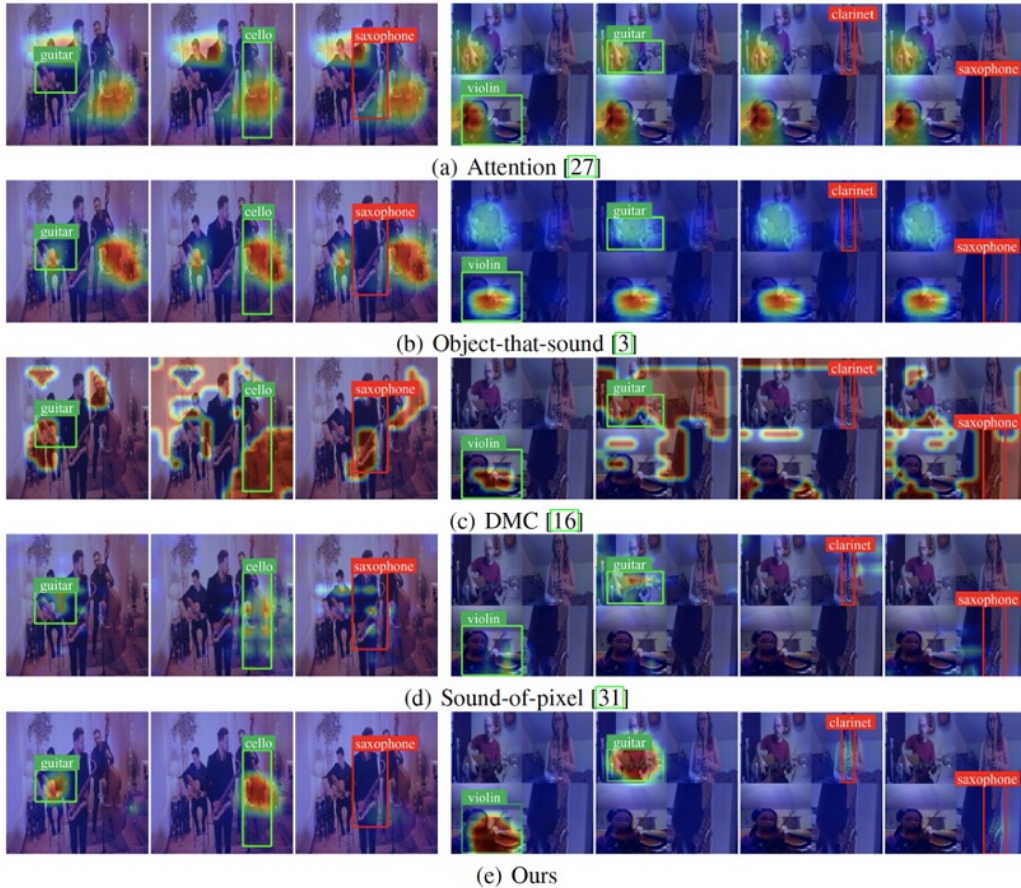 cello saxophone clarinet
guitar guitar
saxophone
violin
(a) Attention [27]
cello saxophone clarinet
guitar guitar
saxophone
violin
(b) Object-that-sound [3]
cello saxophone clarinet
guitar guitar
saxophone
violin
(c) DMC [16]
cello saxophone clarinet
guitar guitar
saxophone
violin
(d) Sound-of-pixel [31]
cello saxophone clarinet
guitar guitar
saxophone
violin
(e) Ours